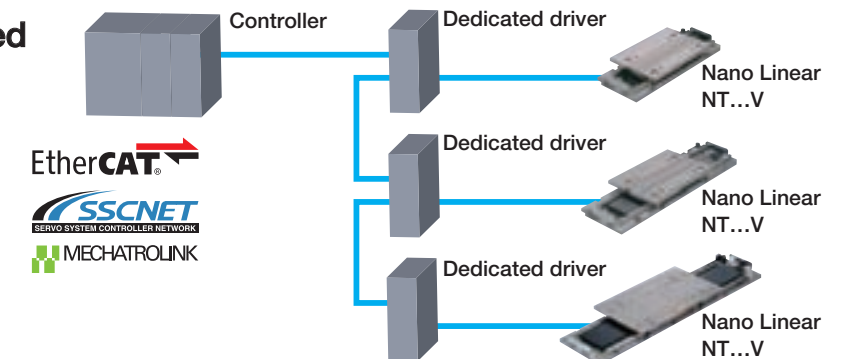 ed
Controller
Dedicated driver
Nano Linear
NT...V
EtherCAT®
Dedicated driver
SSCNET
SERVO SYSTEM CONTROLLER NETWORK
Nano Linear
NT...V
MECHATROLINK
Dedicated driver
Nano Linear
NT...V